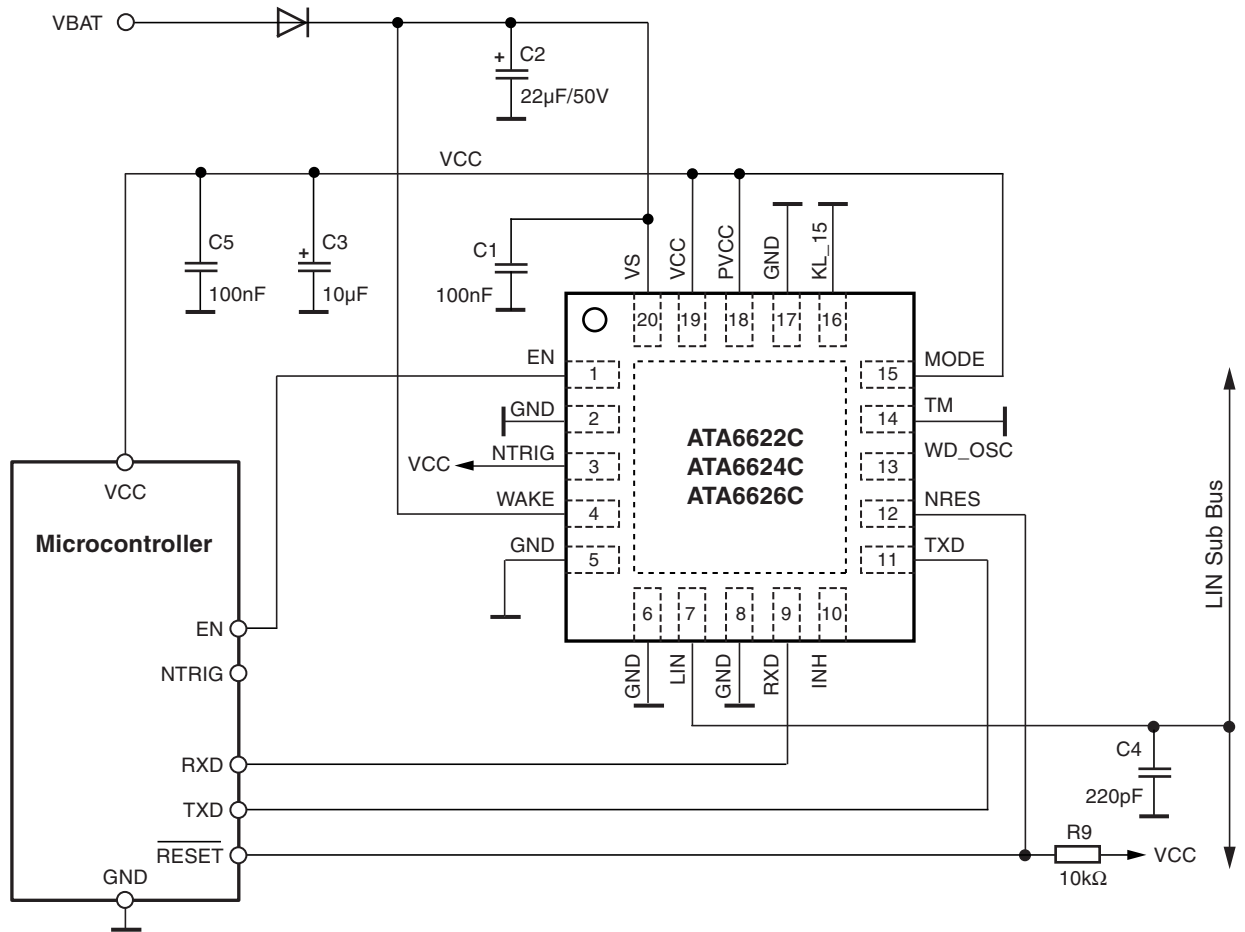 VBAT
+ C2
22µF/50V
VCC
C5
100nF
+ C3
10µF
C1
100nF
VS
VCC
PVCC
GND
KL_15
20
19
18
17
16
EN
1
GND
2
VCC
NTRIG
3
WAKE
4
GND
5
ATA6622C
ATA6624C
ATA6626C
15
MODE
14
TM
13
WD_OSC
12
NRES
11
TXD
6
7
8
9
10
GND
LIN
GND
RXD
INH
VCC
Microcontroller
EN
NTRIG
RXD
TXD
RESET
GND
LIN Sub Bus
C4
220pF
R9
10kΩ
VCC